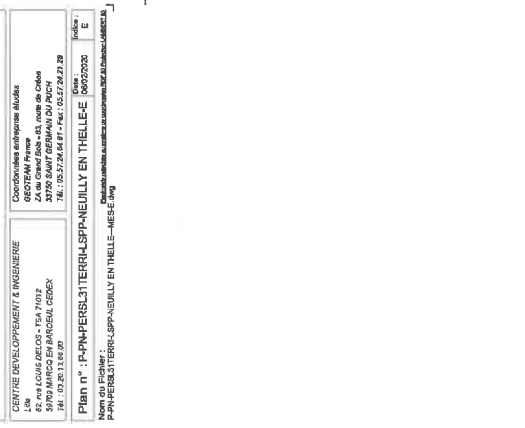 CENTRE DEVELOPPEMENT & INGENIERIE
Lille
62, rue LOUIS DELOS - TSA 71012
59709 MARCQ EN BAROEUL CEDEX
Tél. : 03.20.13.66.00
Coordonnées entreprise études
GEOTEAM France
ZA du Grand Bois - 83, route de Créon
33750 SAINT GERMAIN DU PUCH
Tél. : 05.57.24.64.81 - Fax : 05.57.24.21.28
Plan n° : P-PN-PERSL31TERRI-LSPP-NEUILLY EN THELLE-E
Date :
06/02/2020
Indice :
E
Nom du Fichier :
P-PN-PERSL31TERRI-LSPP-NEUILLY EN THELLE---MES-E.dwg